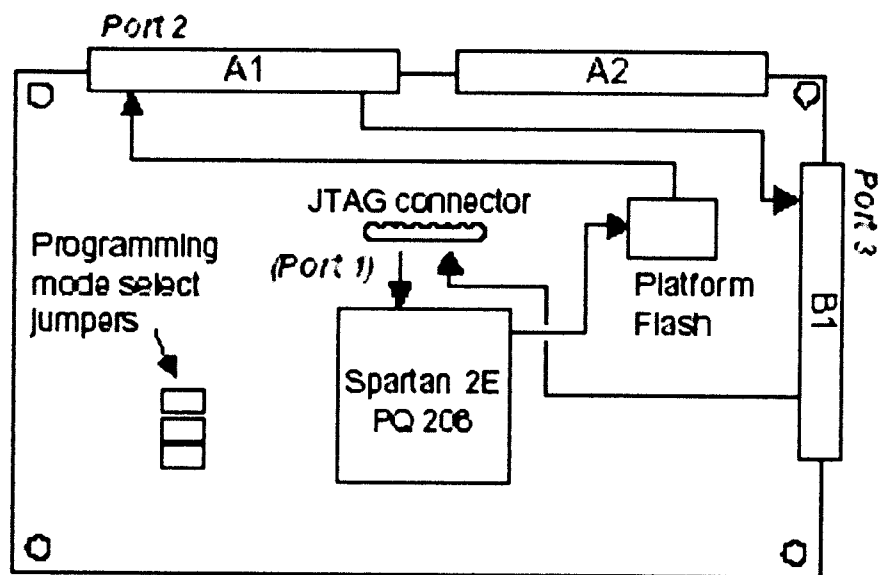 Port 2
A1
A2
JTAG connector
(Port 1)
Programming
mode select
jumpers
Port 3
B1
Platform
Flash
Spartan 2E
PQ 208